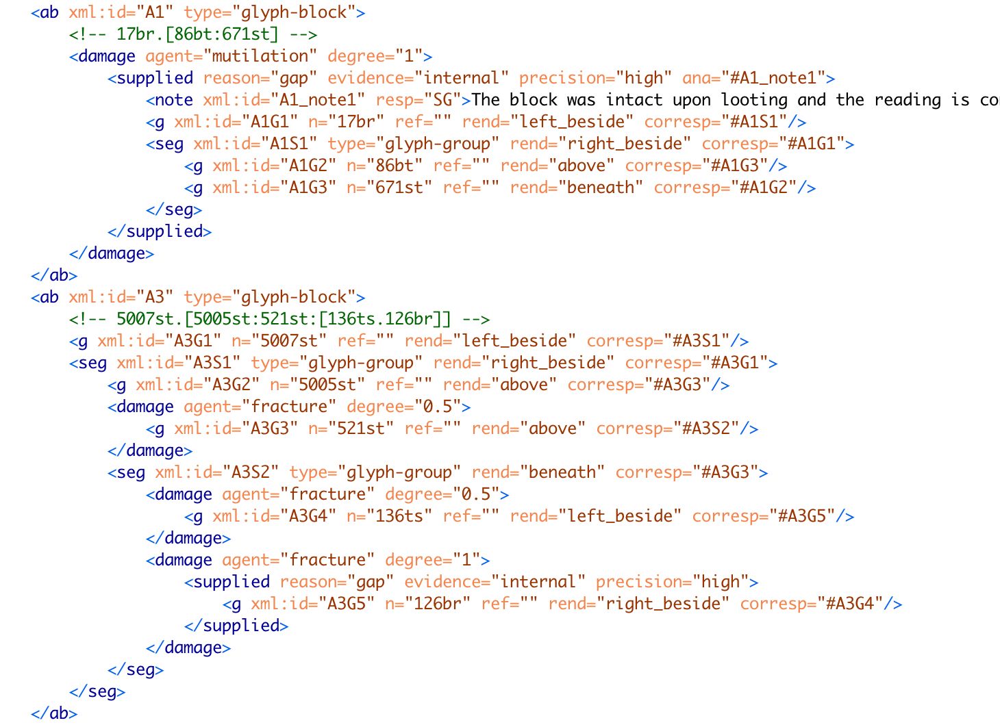 <ab xml:id="A1" type="glyph-block">
<!-- 17br.[86bt:671st] -->
<damage agent="mutilation" degree="1">
<supplied reason="gap" evidence="internal" precision="high" ana="#A1_note1">
<note xml:id="A1_note1" resp="SG">The block was intact upon looting and the reading is
<g xml:id="A1G1" n="17br" ref="" rend="left_beside" corresp="#A1S1"/>
<seg xml:id="A1S1" type="glyph-group" rend="right_beside" corresp="#A1G1">
<g xml:id="A1G2" n="86bt" ref="" rend="above" corresp="#A1G3"/>
<g xml:id="A1G3" n="671st" ref="" rend="beneath" corresp="#A1G2"/>
</seg>
</supplied>
</damage>
</ab>
<ab xml:id="A3" type="glyph-block">
<!-- 5007st.[5005st:521st:[136ts.126br]] -->
<g xml:id="A3G1" n="5007st" ref="" rend="left_beside" corresp="#A3S1"/>
<seg xml:id="A3S1" type="glyph-group" rend="right_beside" corresp="#A3G1">
<g xml:id="A3G2" n="5005st" ref="" rend="above" corresp="#A3G3"/>
<damage agent="fracture" degree="0.5">
<g xml:id="A3G3" n="521st" ref="" rend="above" corresp="#A3S2"/>
</damage>
<seg xml:id="A3S2" type="glyph-group" rend="beneath" corresp="#A3G3">
<damage agent="fracture" degree="0.5">
<g xml:id="A3G4" n="136ts" ref="" rend="left_beside" corresp="#A3G5"/>
</damage>
<damage agent="fracture" degree="1">
<supplied reason="gap" evidence="internal" precision="high">
<g xml:id="A3G5" n="126br" ref="" rend="right_beside" corresp="#A3G4"/>
</supplied>
</damage>
</seg>
</seg>
</ab>